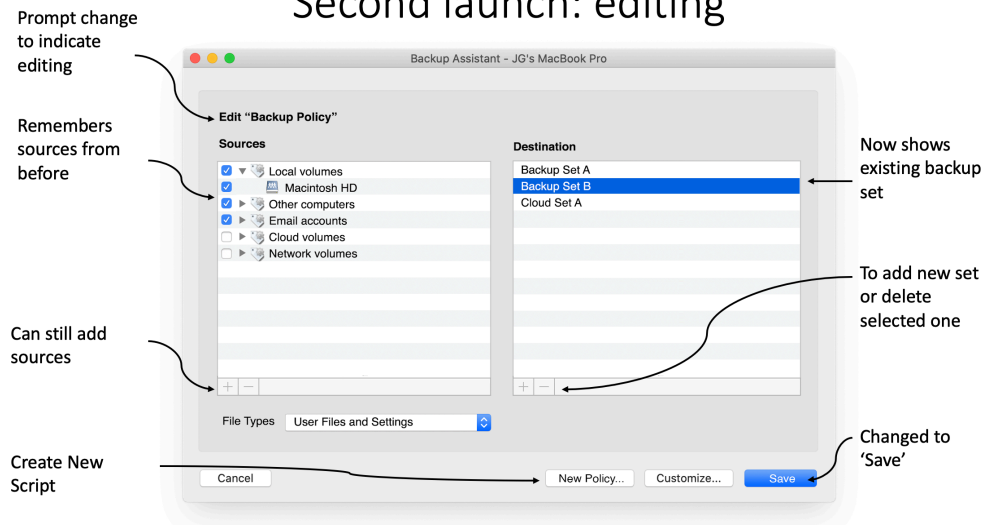 Second launch: editing
Prompt change
to indicate
editing
Backup Assistant - JG's MacBook Pro
Edit “Backup Policy”
Remembers
sources from
before
Sources
Local volumes
Macintosh HD
Other computers
Email accounts
Cloud volumes
Network volumes
Destination
Backup Set A
Backup Set B
Cloud Set A
Now shows
existing backup
set
To add new set
or delete
selected one
Can still add
sources
+ −
+ −
File Types User Files and Settings
Changed to
‘Save’
Create New
Script
Cancel New Policy... Customize... Save